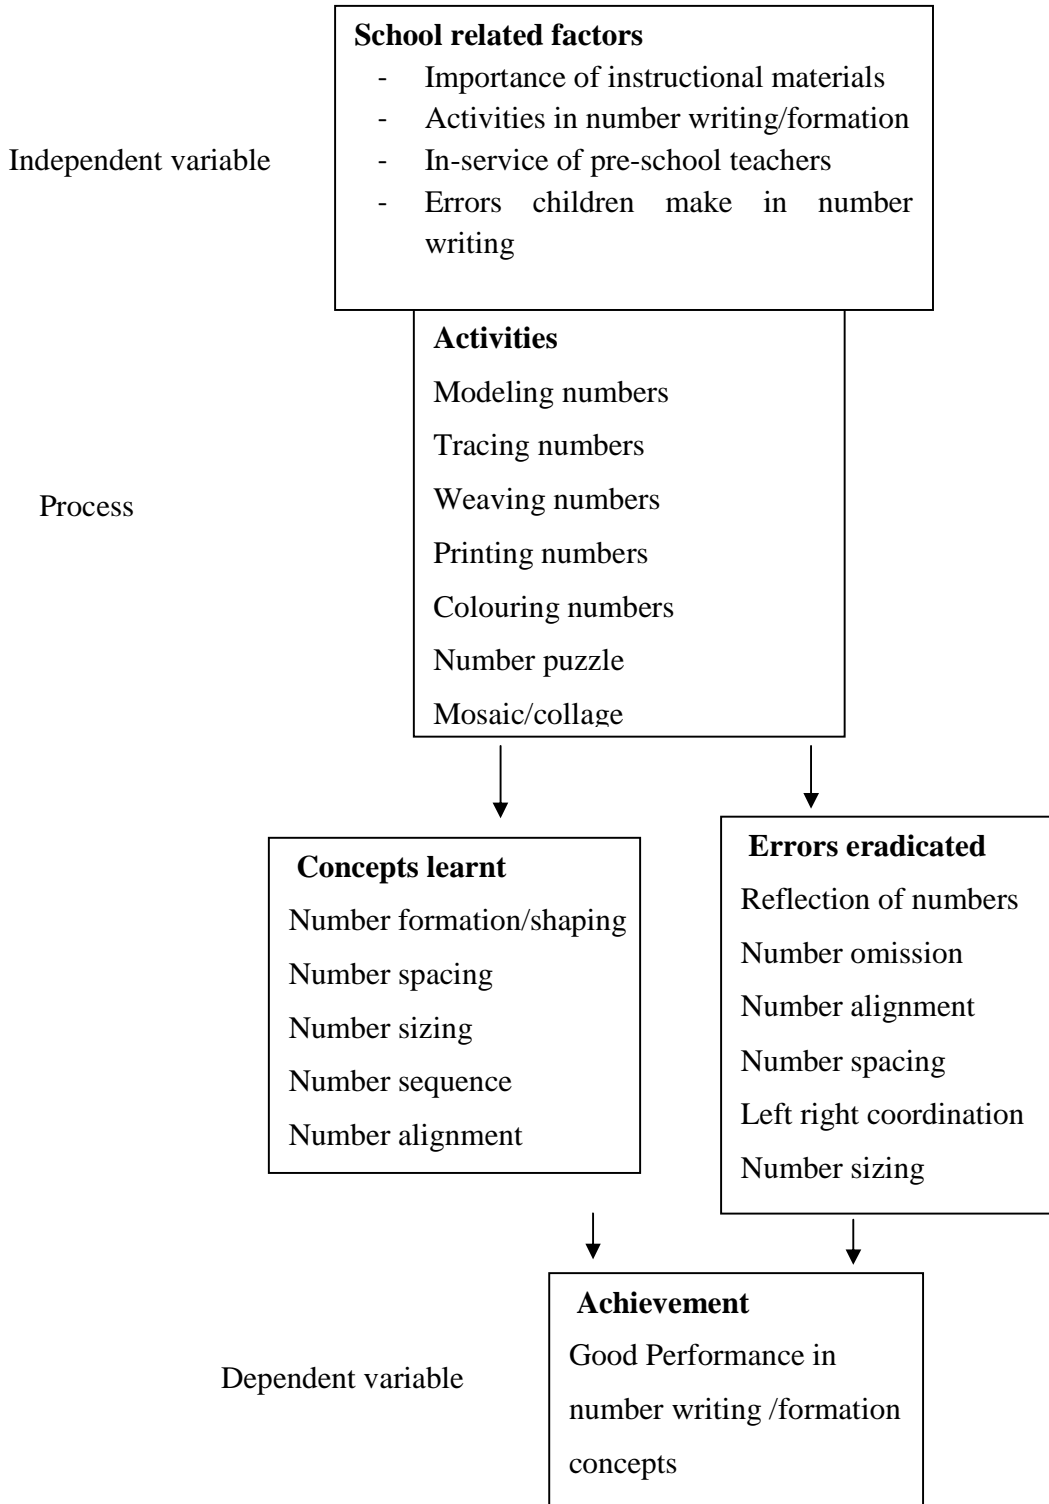 School related factors
- Importance of instructional materials
- Activities in number writing/formation
Independent variable
- In-service of pre-school teachers
- Errors children make in number
writing
Activities
Modeling numbers
Tracing numbers
Weaving numbers
Process
Printing numbers
Colouring numbers
Number puzzle
Mosaic/collage
Concepts learnt
Number formation/shaping
Number spacing
Number sizing
Number sequence
Number alignment
Errors eradicated
Reflection of numbers
Number omission
Number alignment
Number spacing
Left right coordination
Number sizing
Achievement
Good Performance in
Dependent variable
number writing /formation
concepts